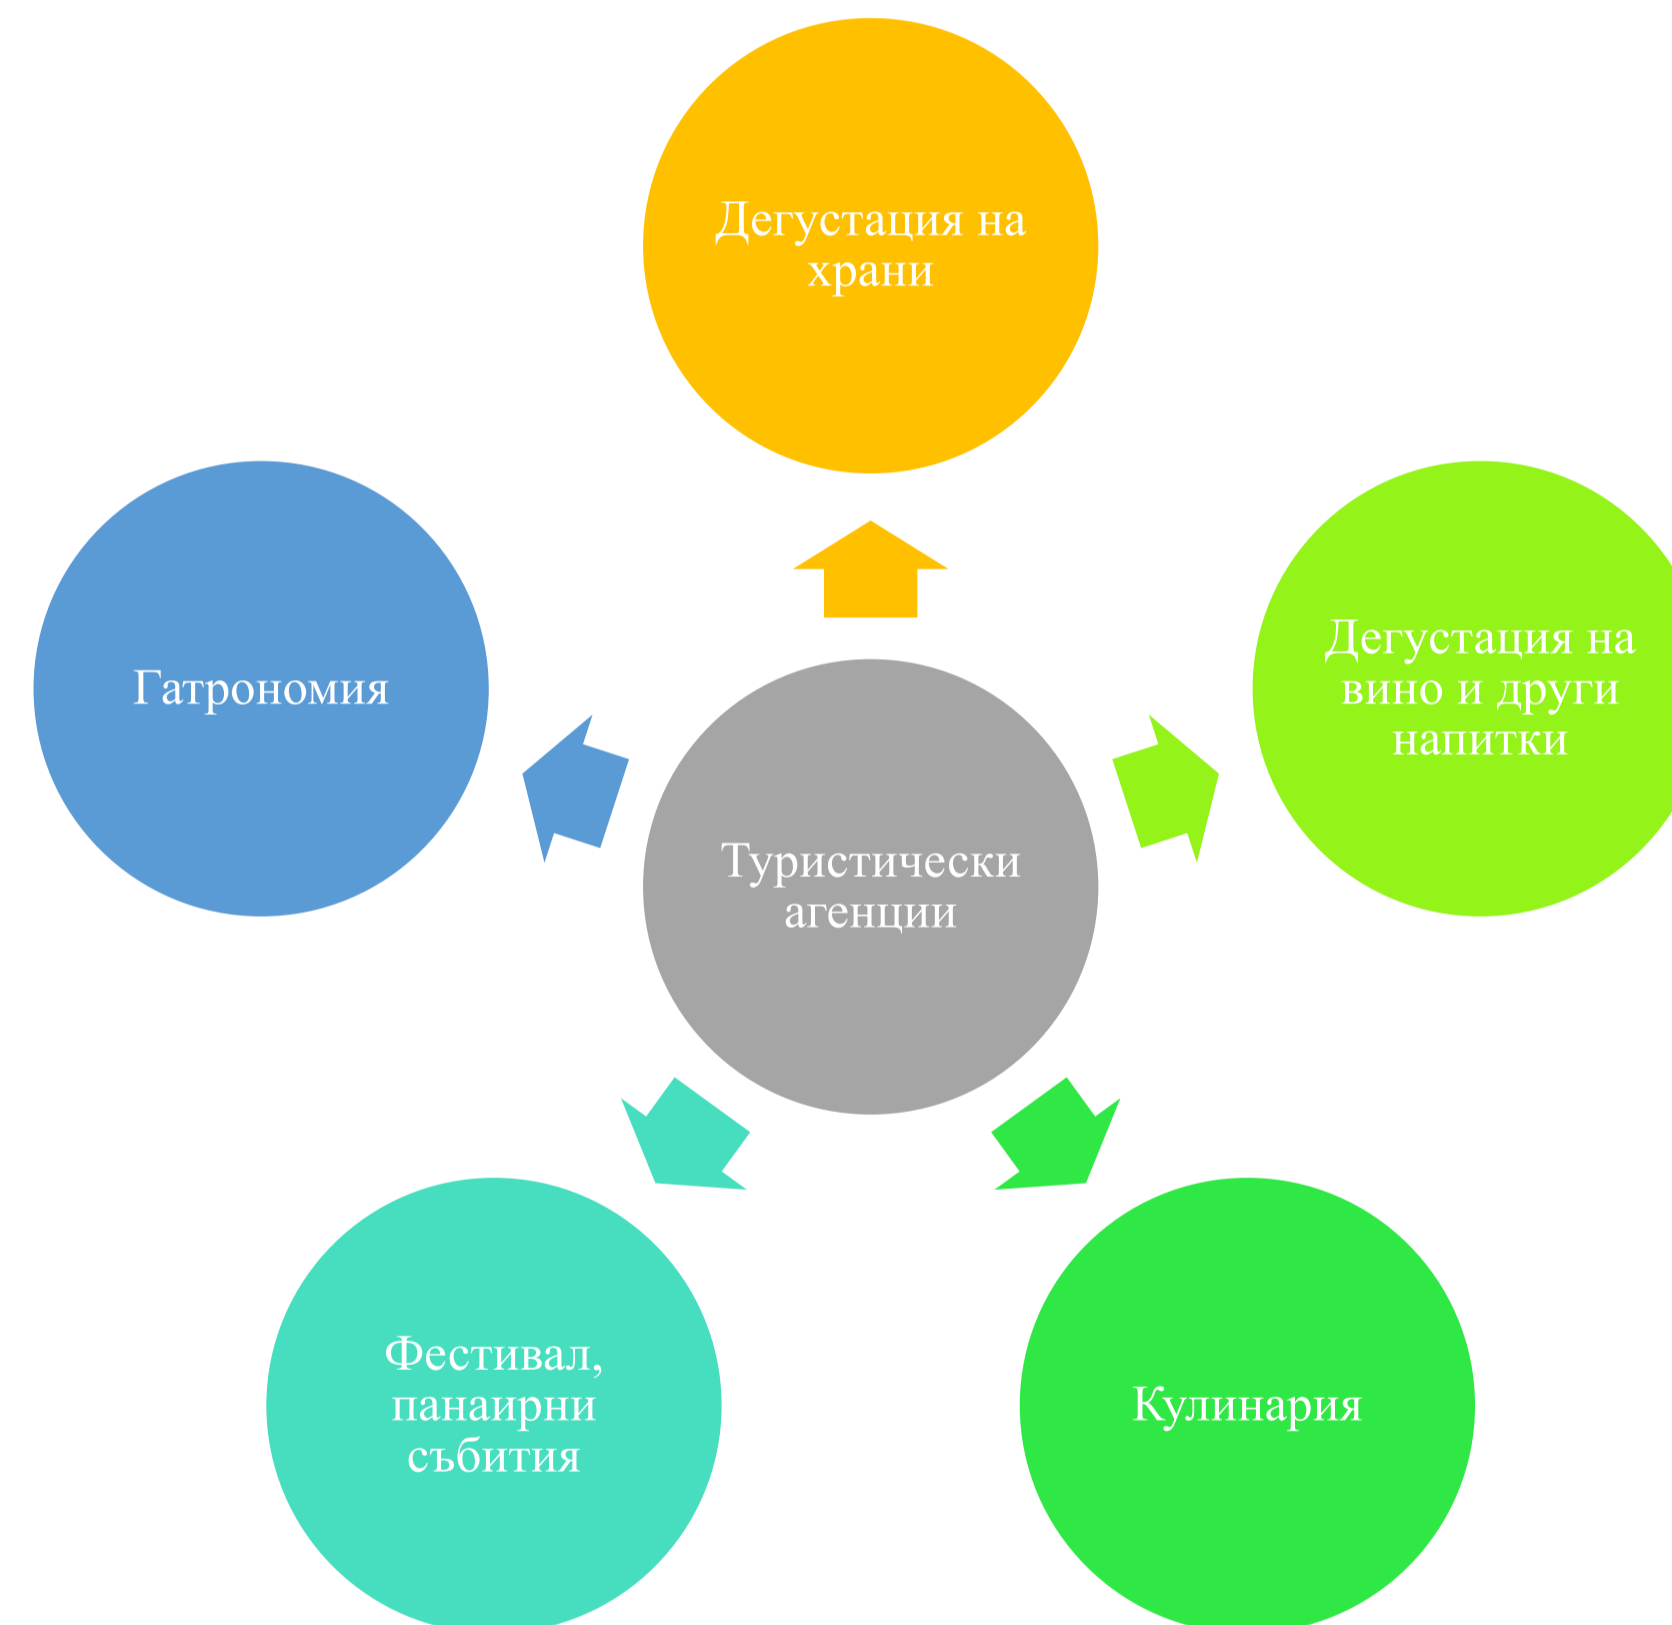 Дегустация на
храни
Гатрономия
Дегустация на
вино и други
напитки
Туристически
агенции
Фестивал,
панаирни
събития
Кулинария